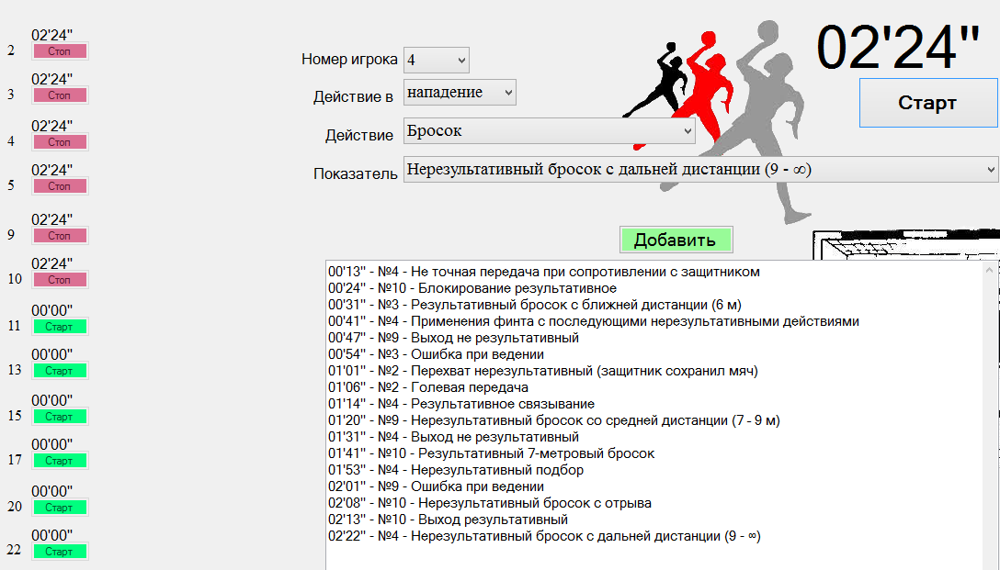 02'24"
2 Стоп
02'24"
3 Стоп
02'24"
4 Стоп
02'24"
5 Стоп
02'24"
9 Стоп
02'24"
10 Стоп
00'00"
11 Старт
00'00"
13 Старт
00'00"
15 Старт
00'00"
17 Старт
00'00"
20 Старт
00'00"
22 Старт
Номер игрока 4
Действие в нападение
Действие Бросок
Показатель Нерезультативный бросок с дальней дистанции (9 - ∞)
02'24"
Старт
Добавить
00'13" - №4 - Не точная передача при сопротивлении с защитником
00'24" - №10 - Блокирование результативное
00'31" - №3 - Результативный бросок с ближней дистанции (6 м)
00'41" - №4 - Применения финта с последующими нерезультативными действиями
00'47" - №9 - Выход не результативный
00'54" - №3 - Ошибка при ведении
01'01" - №2 - Перехват нерезультативный (защитник сохранил мяч)
01'06" - №2 - Голевая передача
01'14" - №4 - Результативное связывание
01'20" - №9 - Нерезультативный бросок со средней дистанции (7 - 9 м)
01'31" - №4 - Выход не результативный
01'41" - №10 - Результативный 7-метровый бросок
01'53" - №4 - Нерезультативный подбор
02'01" - №9 - Ошибка при ведении
02'08" - №10 - Нерезультативный бросок с отрыва
02'13" - №10 - Выход результативный
02'22" - №4 - Нерезультативный бросок с дальней дистанции (9 - ∞)